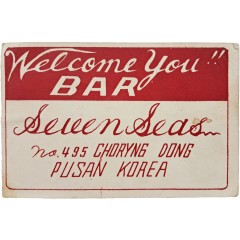 Welcome You!!
BAR
Seven Seas
No. 495 CHORYNG DONG
PUSAN KOREA